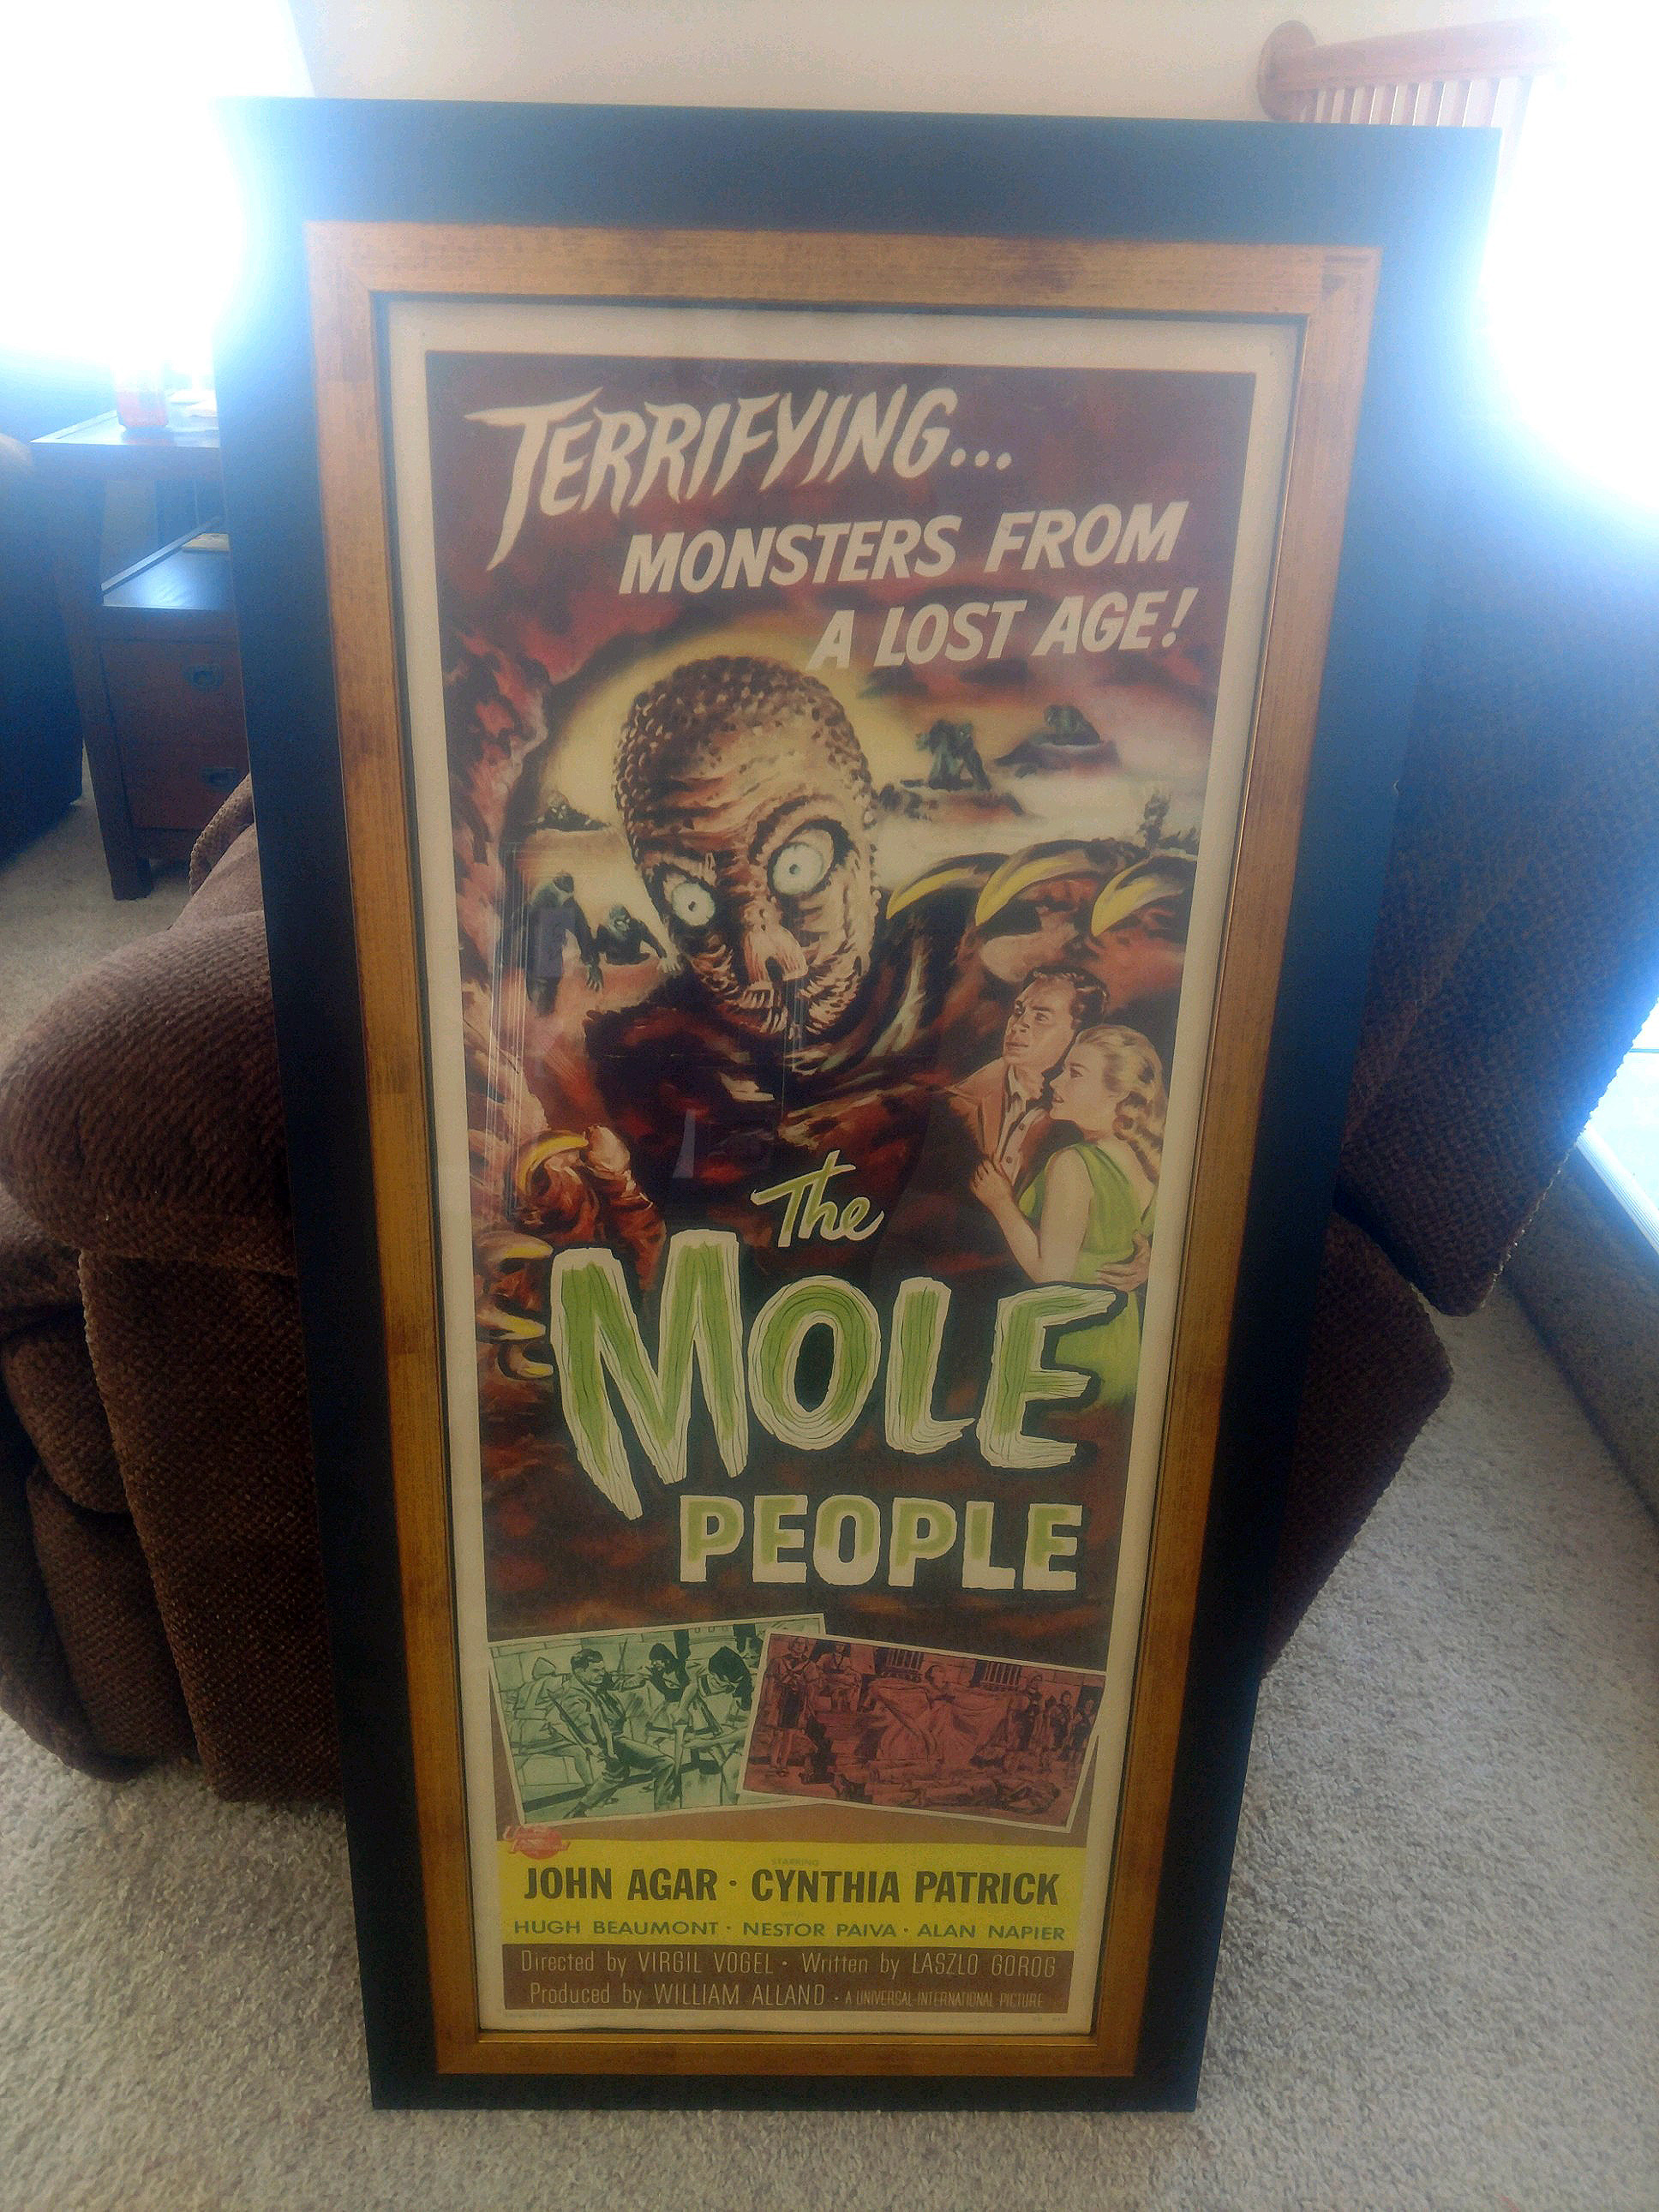 TERRIFYING...
MONSTERS FROM
A LOST AGE!
The
MOLE
PEOPLE
STARRING
JOHN AGAR · CYNTHIA PATRICK
HUGH BEAUMONT · NESTOR PAIVA · ALAN NAPIER
Directed by VIRGIL VOGEL · Written by LASZLO GOROG
Produced by WILLIAM ALLAND · A UNIVERSAL-INTERNATIONAL PICTURE